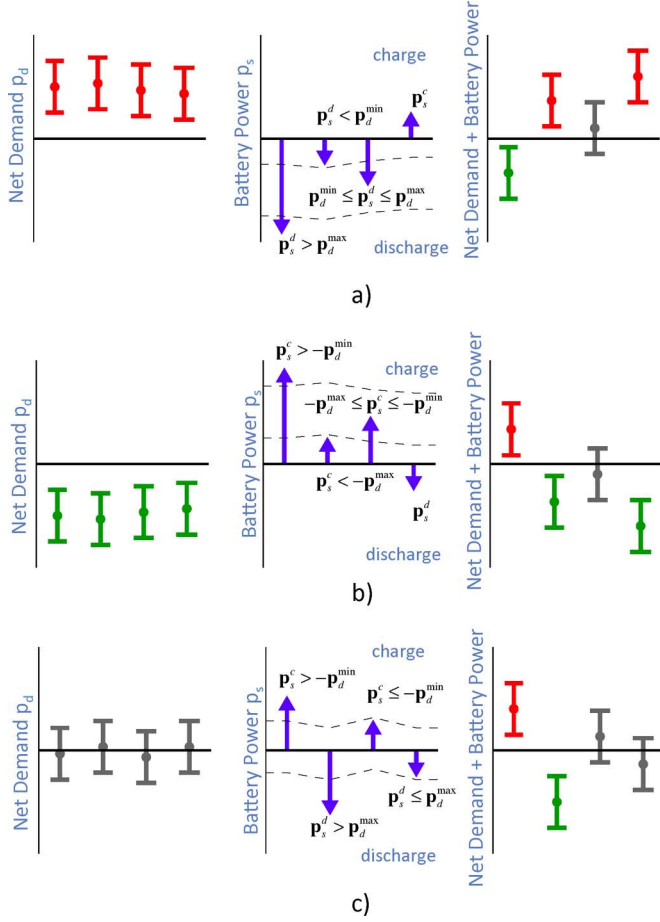 Net Demand p_d
Battery Power p_s
charge
p_s^d < p_d^min
p_s^c
p_d^min ≤ p_s^d ≤ p_d^max
p_s^d > p_d^max
discharge
Net Demand + Battery Power
a)
Net Demand p_d
Battery Power p_s
p_s^c > −p_d^min
charge
−p_d^max ≤ p_s^c ≤ −p_d^min
p_s^c < −p_d^max
p_s^d
discharge
Net Demand + Battery Power
b)
Net Demand p_d
Battery Power p_s
charge
p_s^c > −p_d^min
p_s^c ≤ −p_d^min
p_s^d ≤ p_d^max
p_s^d > p_d^max
discharge
Net Demand + Battery Power
c)